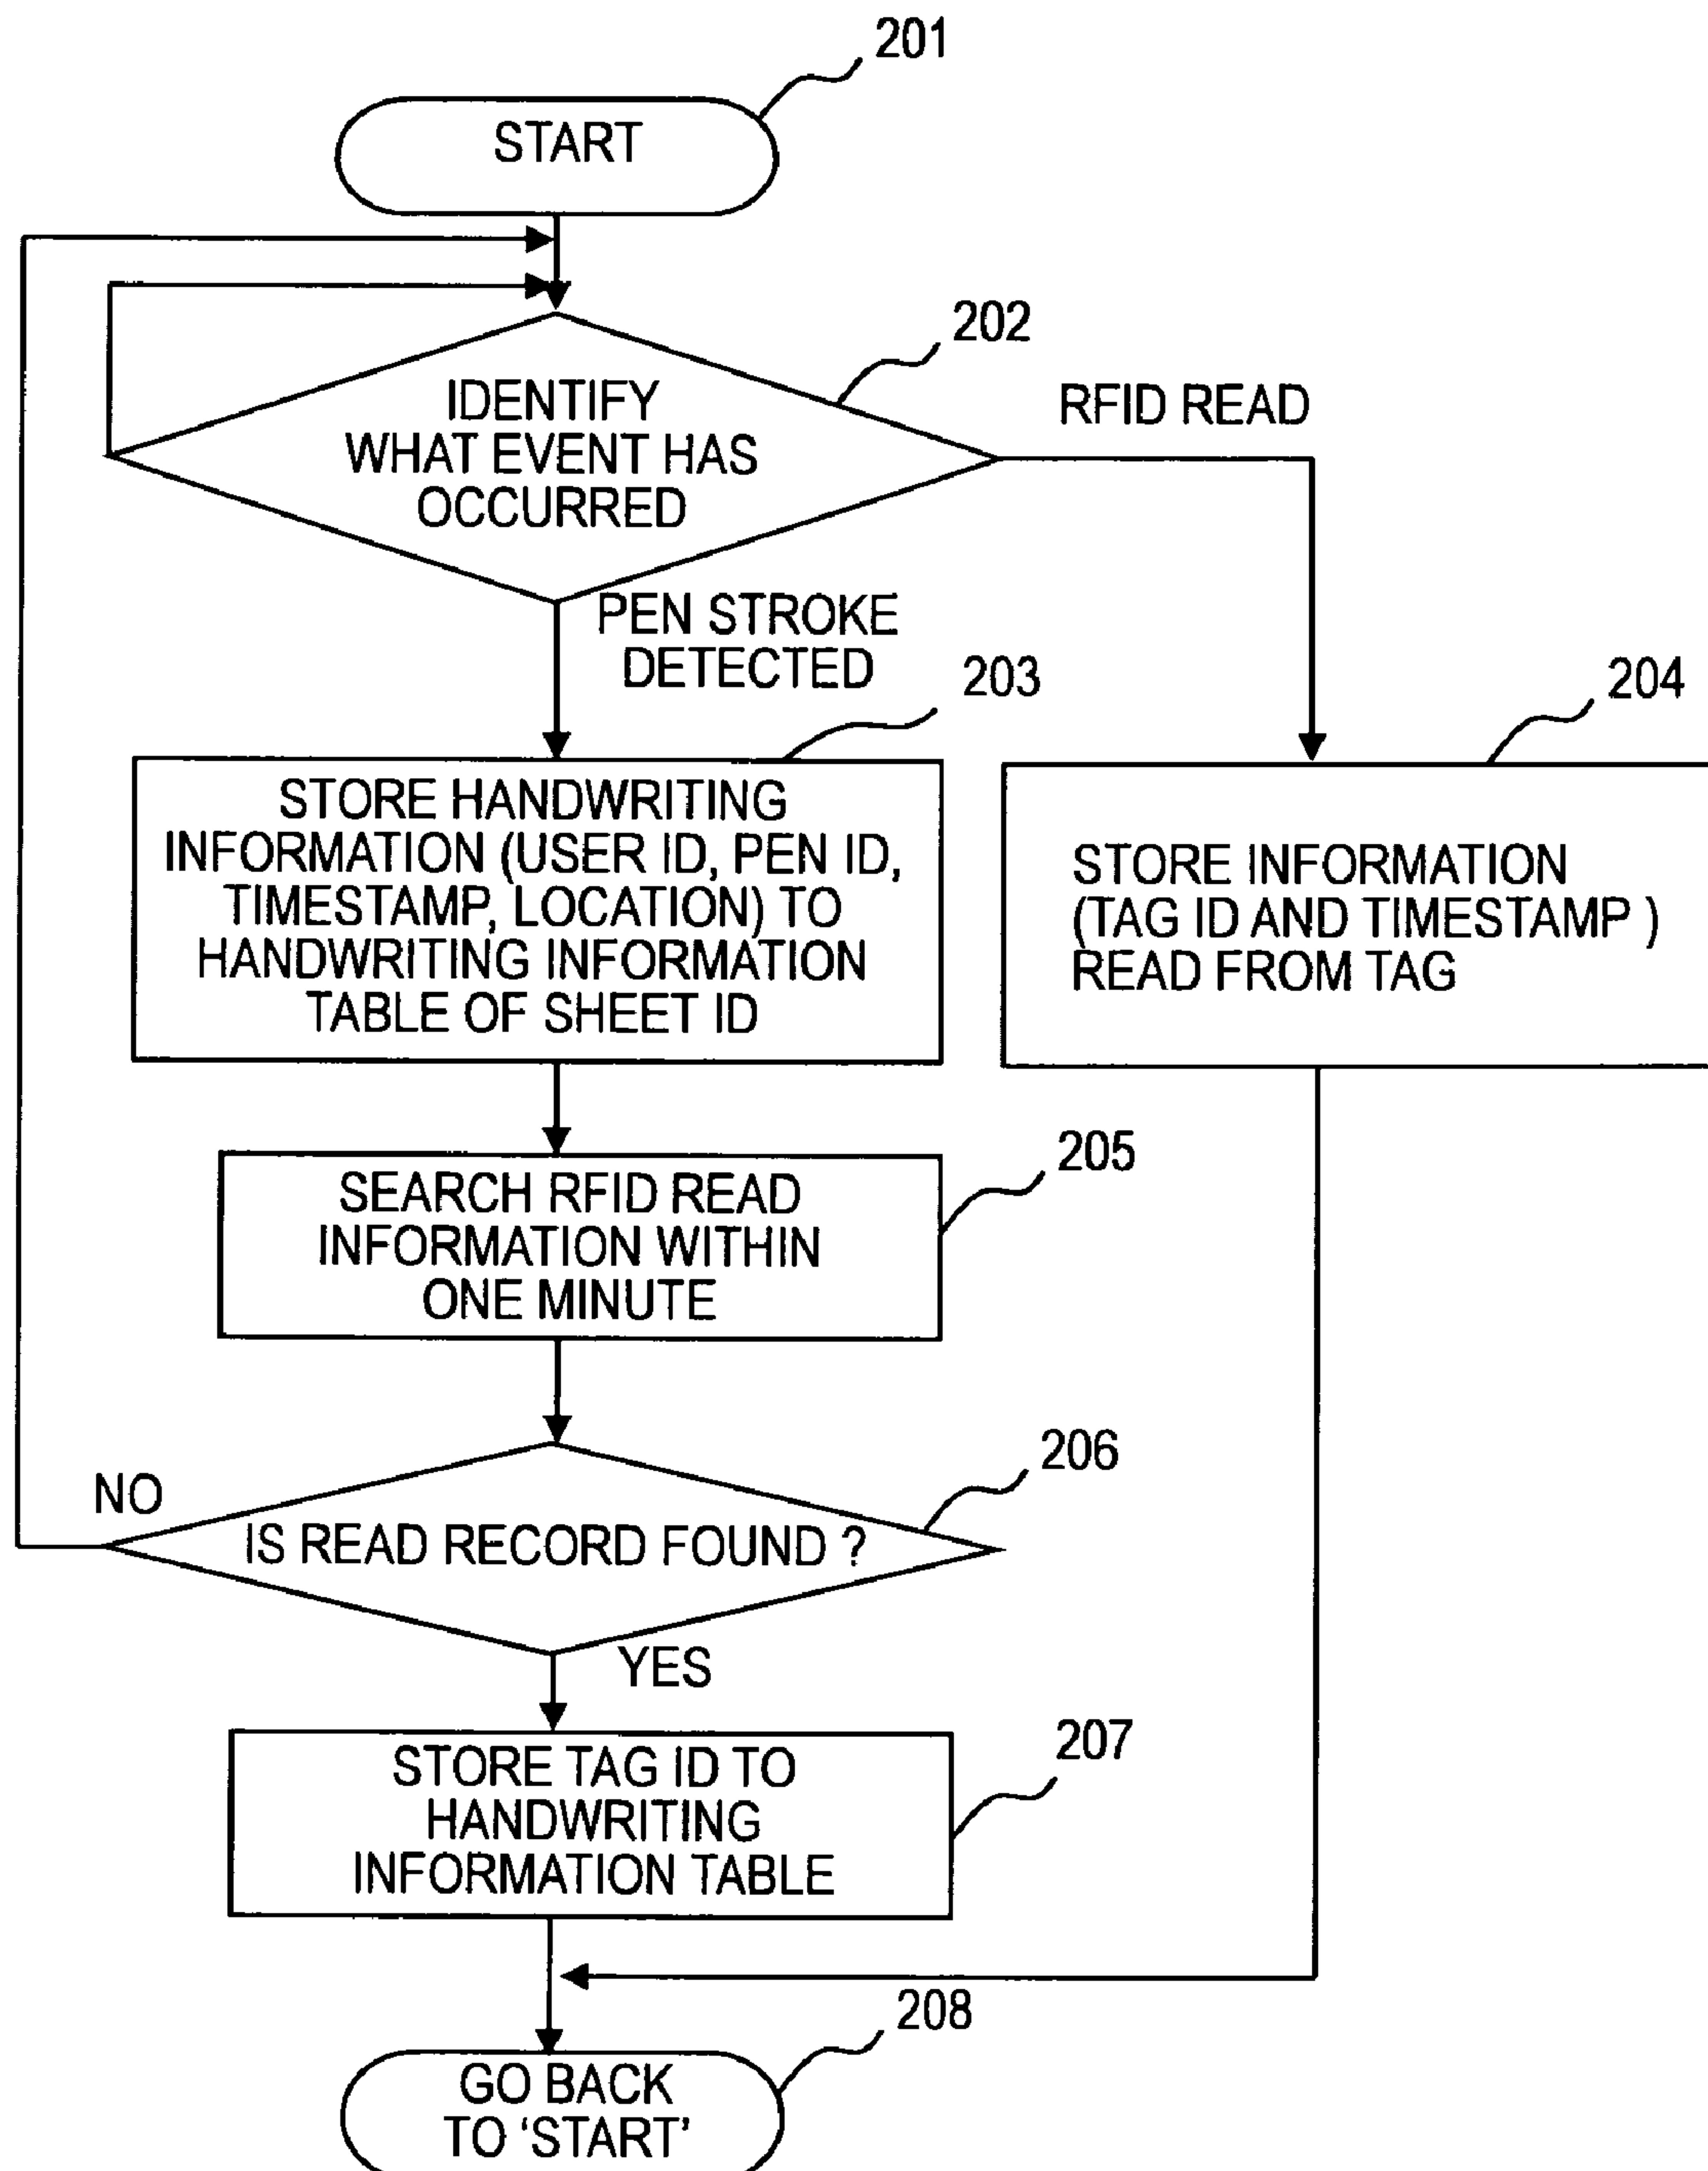 201
START
202
IDENTIFY
WHAT EVENT HAS
OCCURRED
RFID READ
PEN STROKE
DETECTED
203
204
STORE HANDWRITING
INFORMATION (USER ID, PEN ID,
TIMESTAMP, LOCATION) TO
HANDWRITING INFORMATION
TABLE OF SHEET ID
STORE INFORMATION
(TAG ID AND TIMESTAMP )
READ FROM TAG
205
SEARCH RFID READ
INFORMATION WITHIN
ONE MINUTE
206
NO
IS READ RECORD FOUND ?
YES
207
STORE TAG ID TO
HANDWRITING
INFORMATION TABLE
208
GO BACK
TO ‘START’